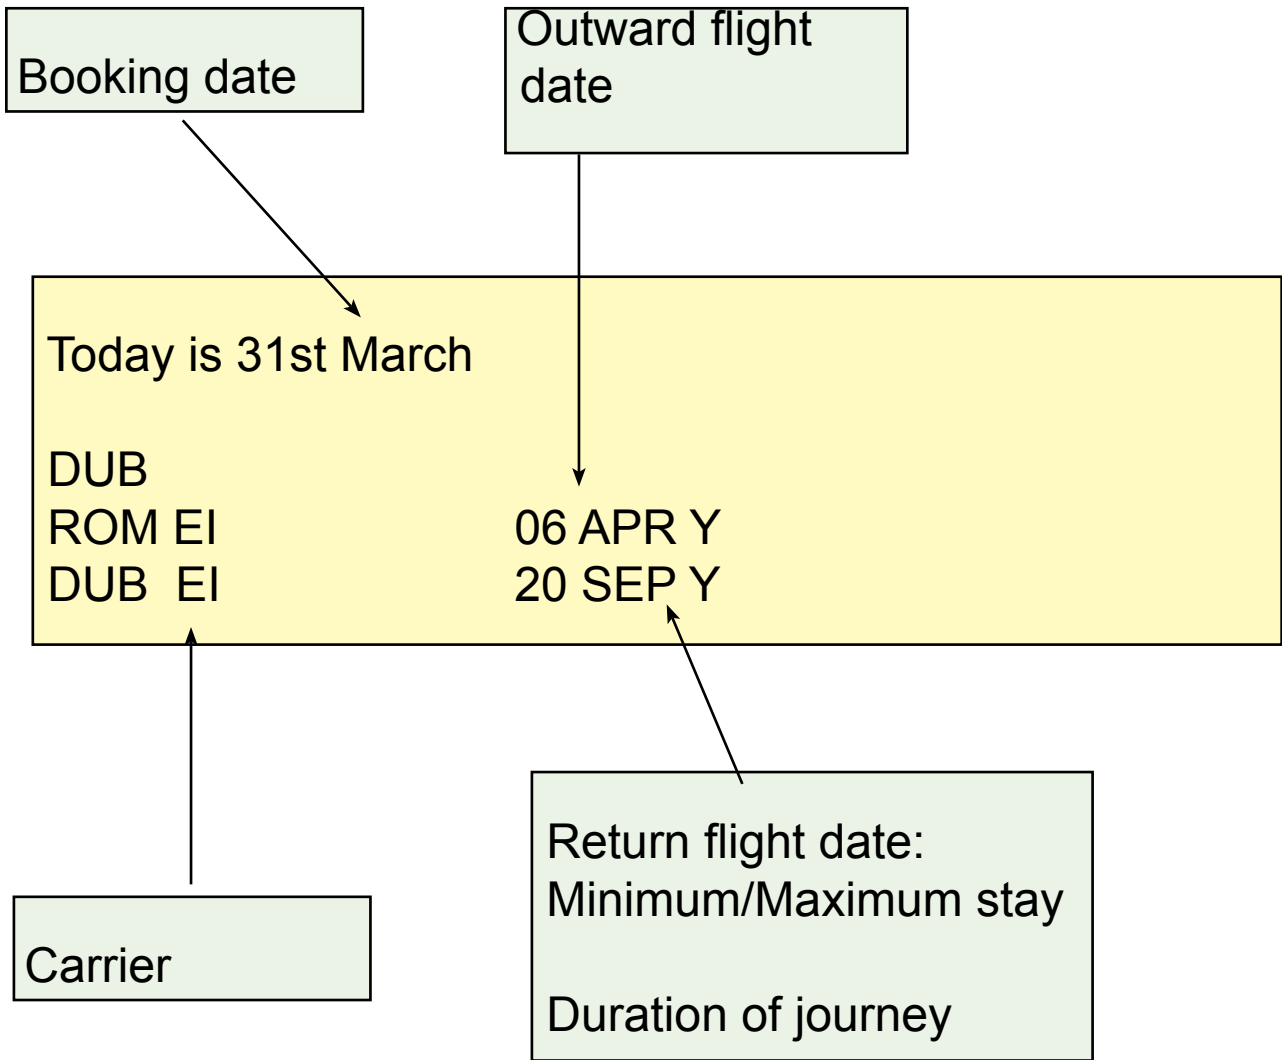 Booking date
Outward flight
date
Today is 31st March
DUB
ROM EI 06 APR Y
DUB EI 20 SEP Y
Carrier
Return flight date:
Minimum/Maximum stay
Duration of journey